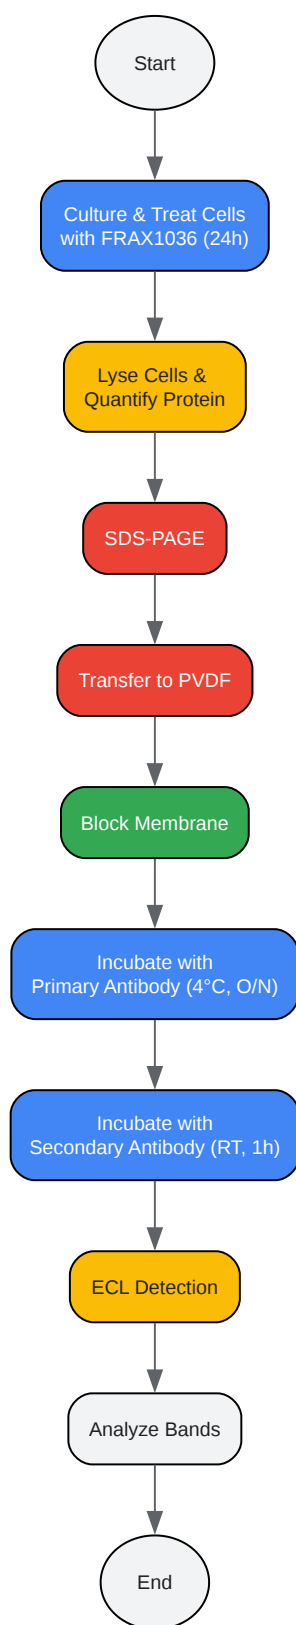 Start
Culture & Treat Cells
with FRAX1036 (24h)
Lyse Cells &
Quantify Protein
SDS-PAGE
Transfer to PVDF
Block Membrane
Incubate with
Primary Antibody (4°C, O/N)
Incubate with
Secondary Antibody (RT, 1h)
ECL Detection
Analyze Bands
End